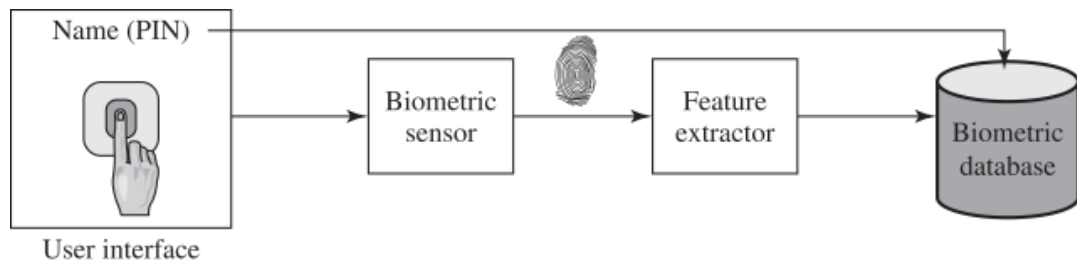 Name (PIN)
Biometric
sensor
Feature
extractor
Biometric
database
User interface